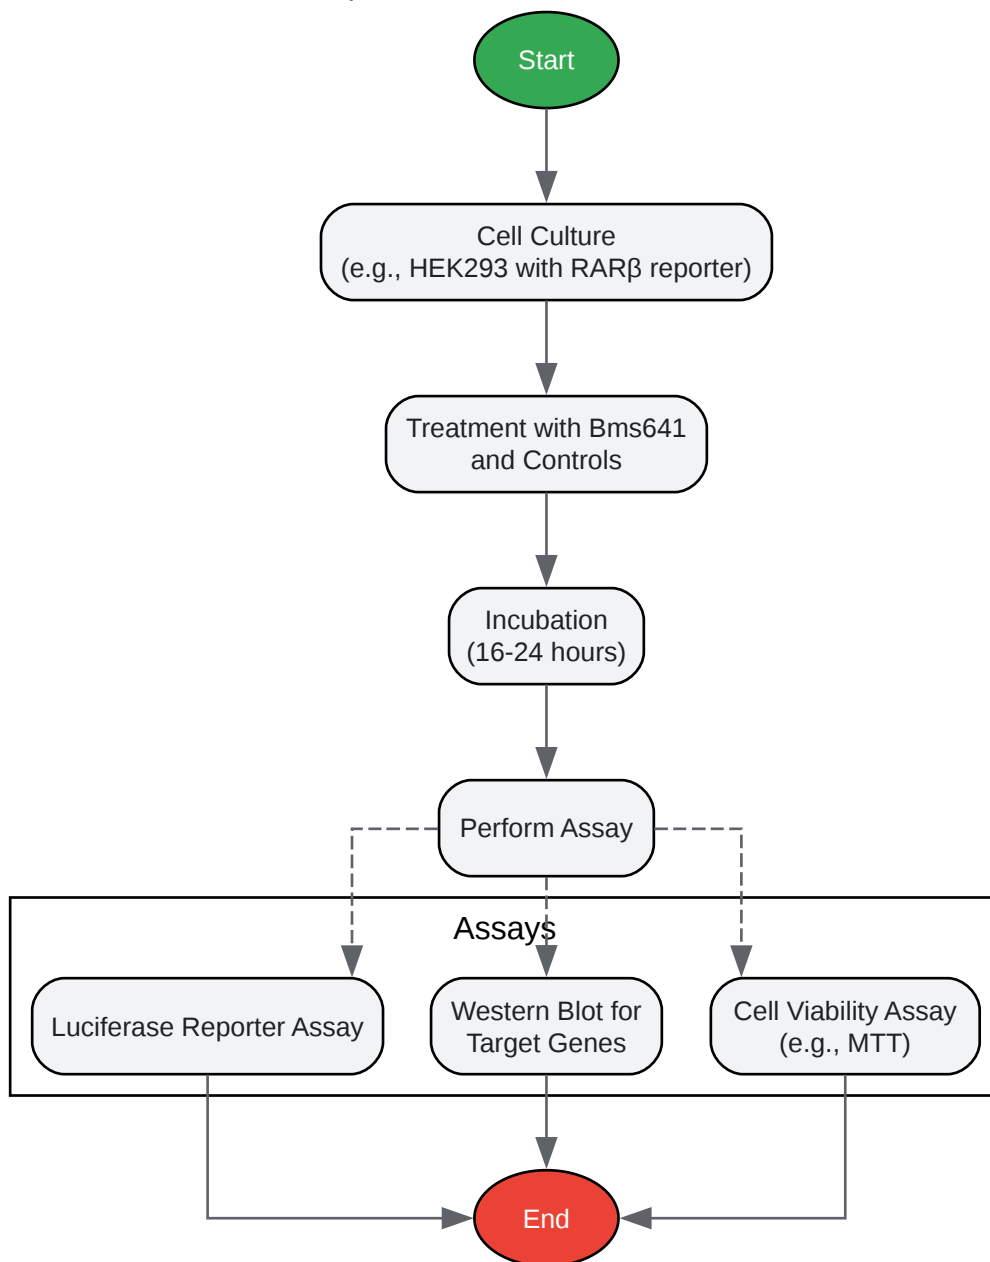 Start
Cell Culture
(e.g., HEK293 with RARβ reporter)
Treatment with Bms641
and Controls
Incubation
(16-24 hours)
Perform Assay
Assays
Luciferase Reporter Assay
Western Blot for
Target Genes
Cell Viability Assay
(e.g., MTT)
End